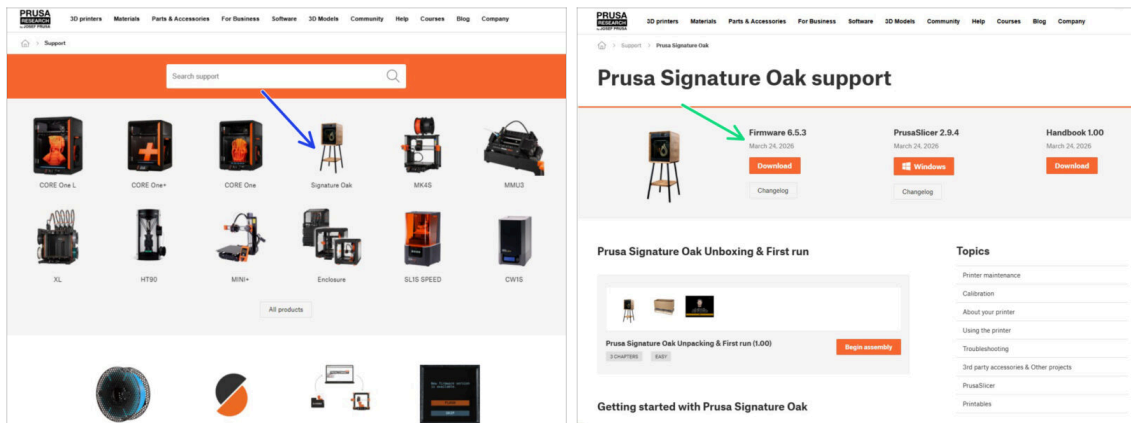 PRUSA
RESEARCH
by JOSEF PRUSA
3D printers Materials Parts & Accessories For Business Software 3D Models Community Help Courses Blog Company
Support
Search support
CORE One L CORE One+ CORE One Signature Oak MK4S MMU3
XL HT90 MINI+ Enclosure SL1S SPEED CW1S
All products
New firmware version
is available
FLASH
SKIP
PRUSA
RESEARCH
by JOSEF PRUSA
3D printers Materials Parts & Accessories For Business Software 3D Models Community Help Courses Blog Company
Support Prusa Signature Oak
Prusa Signature Oak support
Firmware 6.5.3
March 24, 2026
Download
Changelog
PrusaSlicer 2.9.4
March 24, 2026
Windows
Changelog
Handbook 1.00
March 24, 2026
Download
Prusa Signature Oak Unboxing & First run
Prusa Signature Oak Unpacking & First run (1.00)
3 CHAPTERS EASY
Begin assembly
Getting started with Prusa Signature Oak
Topics
Printer maintenance
Calibration
About your printer
Using the printer
Troubleshooting
3rd party accessories & Other projects
PrusaSlicer
Printables